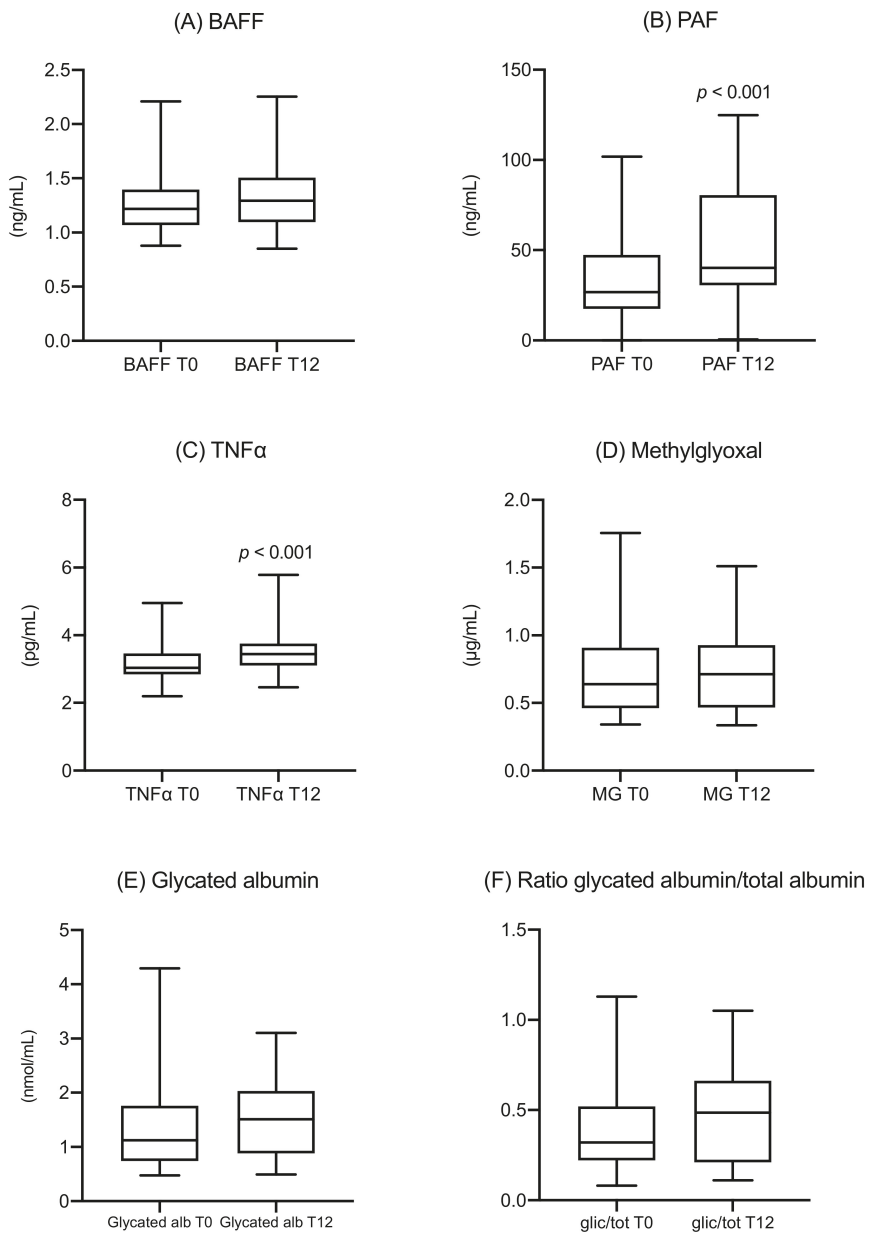 (A) BAFF
2.5
2.0
1.5
1.0
0.5
0.0
(ng/mL)
BAFF T0 BAFF T12
(B) PAF
150
100
50
0
(ng/mL)
p < 0.001
PAF T0 PAF T12
(C) TNFα
8
6
4
2
0
(pg/mL)
p < 0.001
TNFα T0 TNFα T12
(D) Methylglyoxal
2.0
1.5
1.0
0.5
0.0
(μg/mL)
MG T0 MG T12
(E) Glycated albumin
5
4
3
2
1
0
(nmol/mL)
Glycated alb T0 Glycated alb T12
(F) Ratio glycated albumin/total albumin
1.5
1.0
0.5
0.0
glic/tot T0 glic/tot T12